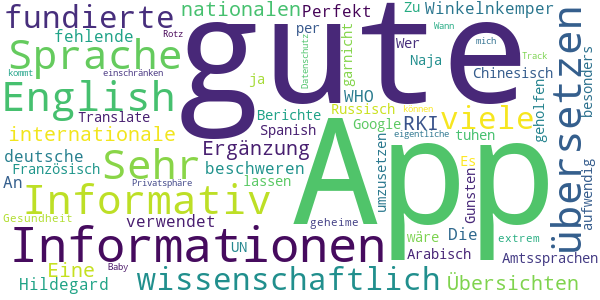 fundierte
nationalen
Perfekt
Zu
Winkelnkemper
fehlende
Rotz
per
garnicht
Wer
Wann
mich
Track
Sprache
gute
Naja
Chinesisch
übersetzen
besonders
kommt
einschränken
ja
Datenschutz
WHO
geholfen
aufwendig
English
Translate
Berichte
Russisch
Google
RKI
viele
können
internationale
Spanish
App
eigentliche
tuhen
deutsche
Sehr
Ergänzung
umzusetzen
Französisch
beschweren
Es
An
Privatsphäre
lassen
Gunsten
Informativ
verwendet
geheime
wäre
Die
extrem
Gesundheit
UN
Arabisch
Amtssprachen
Informationen
Eine
Baby
wissenschaftlich
Übersichten
Hildegard